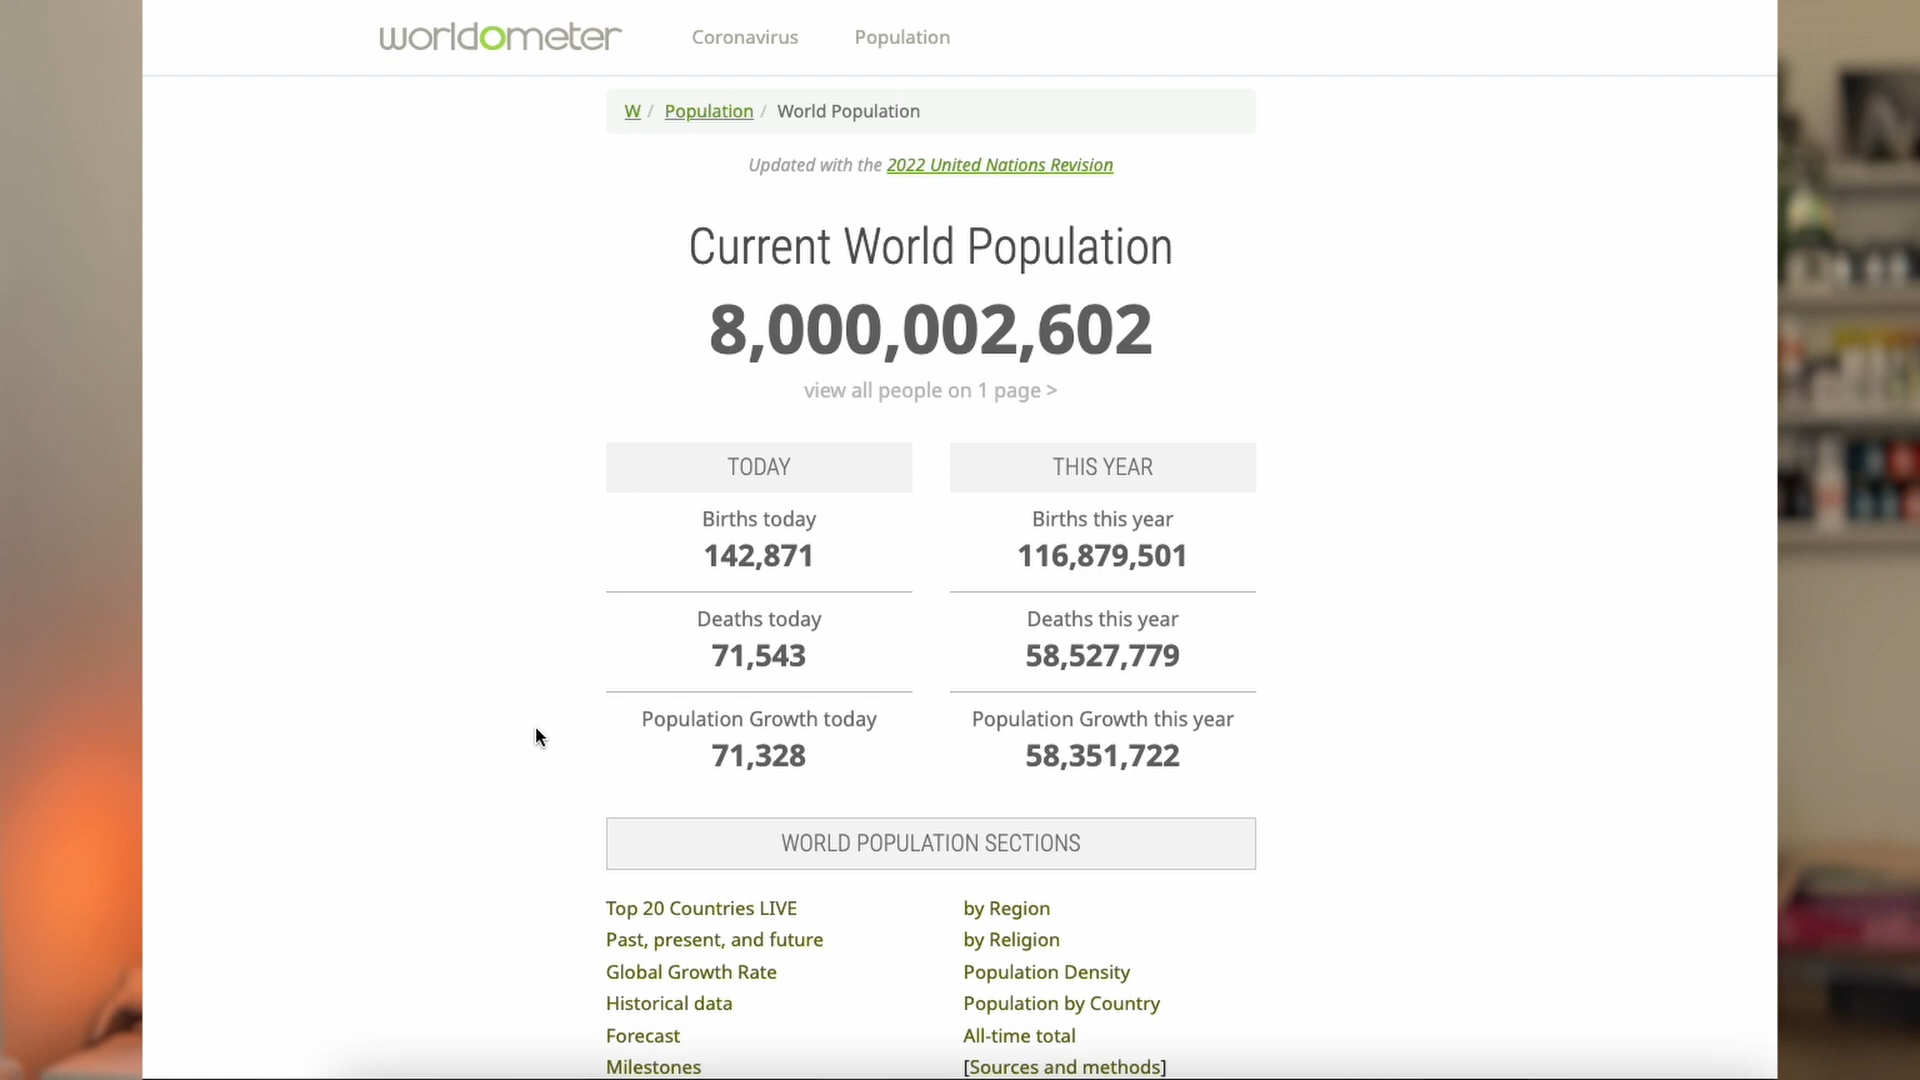 worldometer
Coronavirus
Population
W / Population / World Population
Updated with the 2022 United Nations Revision
Current World Population
8,000,002,602
view all people on 1 page >
TODAY
Births today
142,871
Deaths today
71,543
Population Growth today
71,328
THIS YEAR
Births this year
116,879,501
Deaths this year
58,527,779
Population Growth this year
58,351,722
WORLD POPULATION SECTIONS
Top 20 Countries LIVE
Past, present, and future
Global Growth Rate
Historical data
Forecast
Milestones
by Region
by Religion
Population Density
Population by Country
All-time total
[Sources and methods]